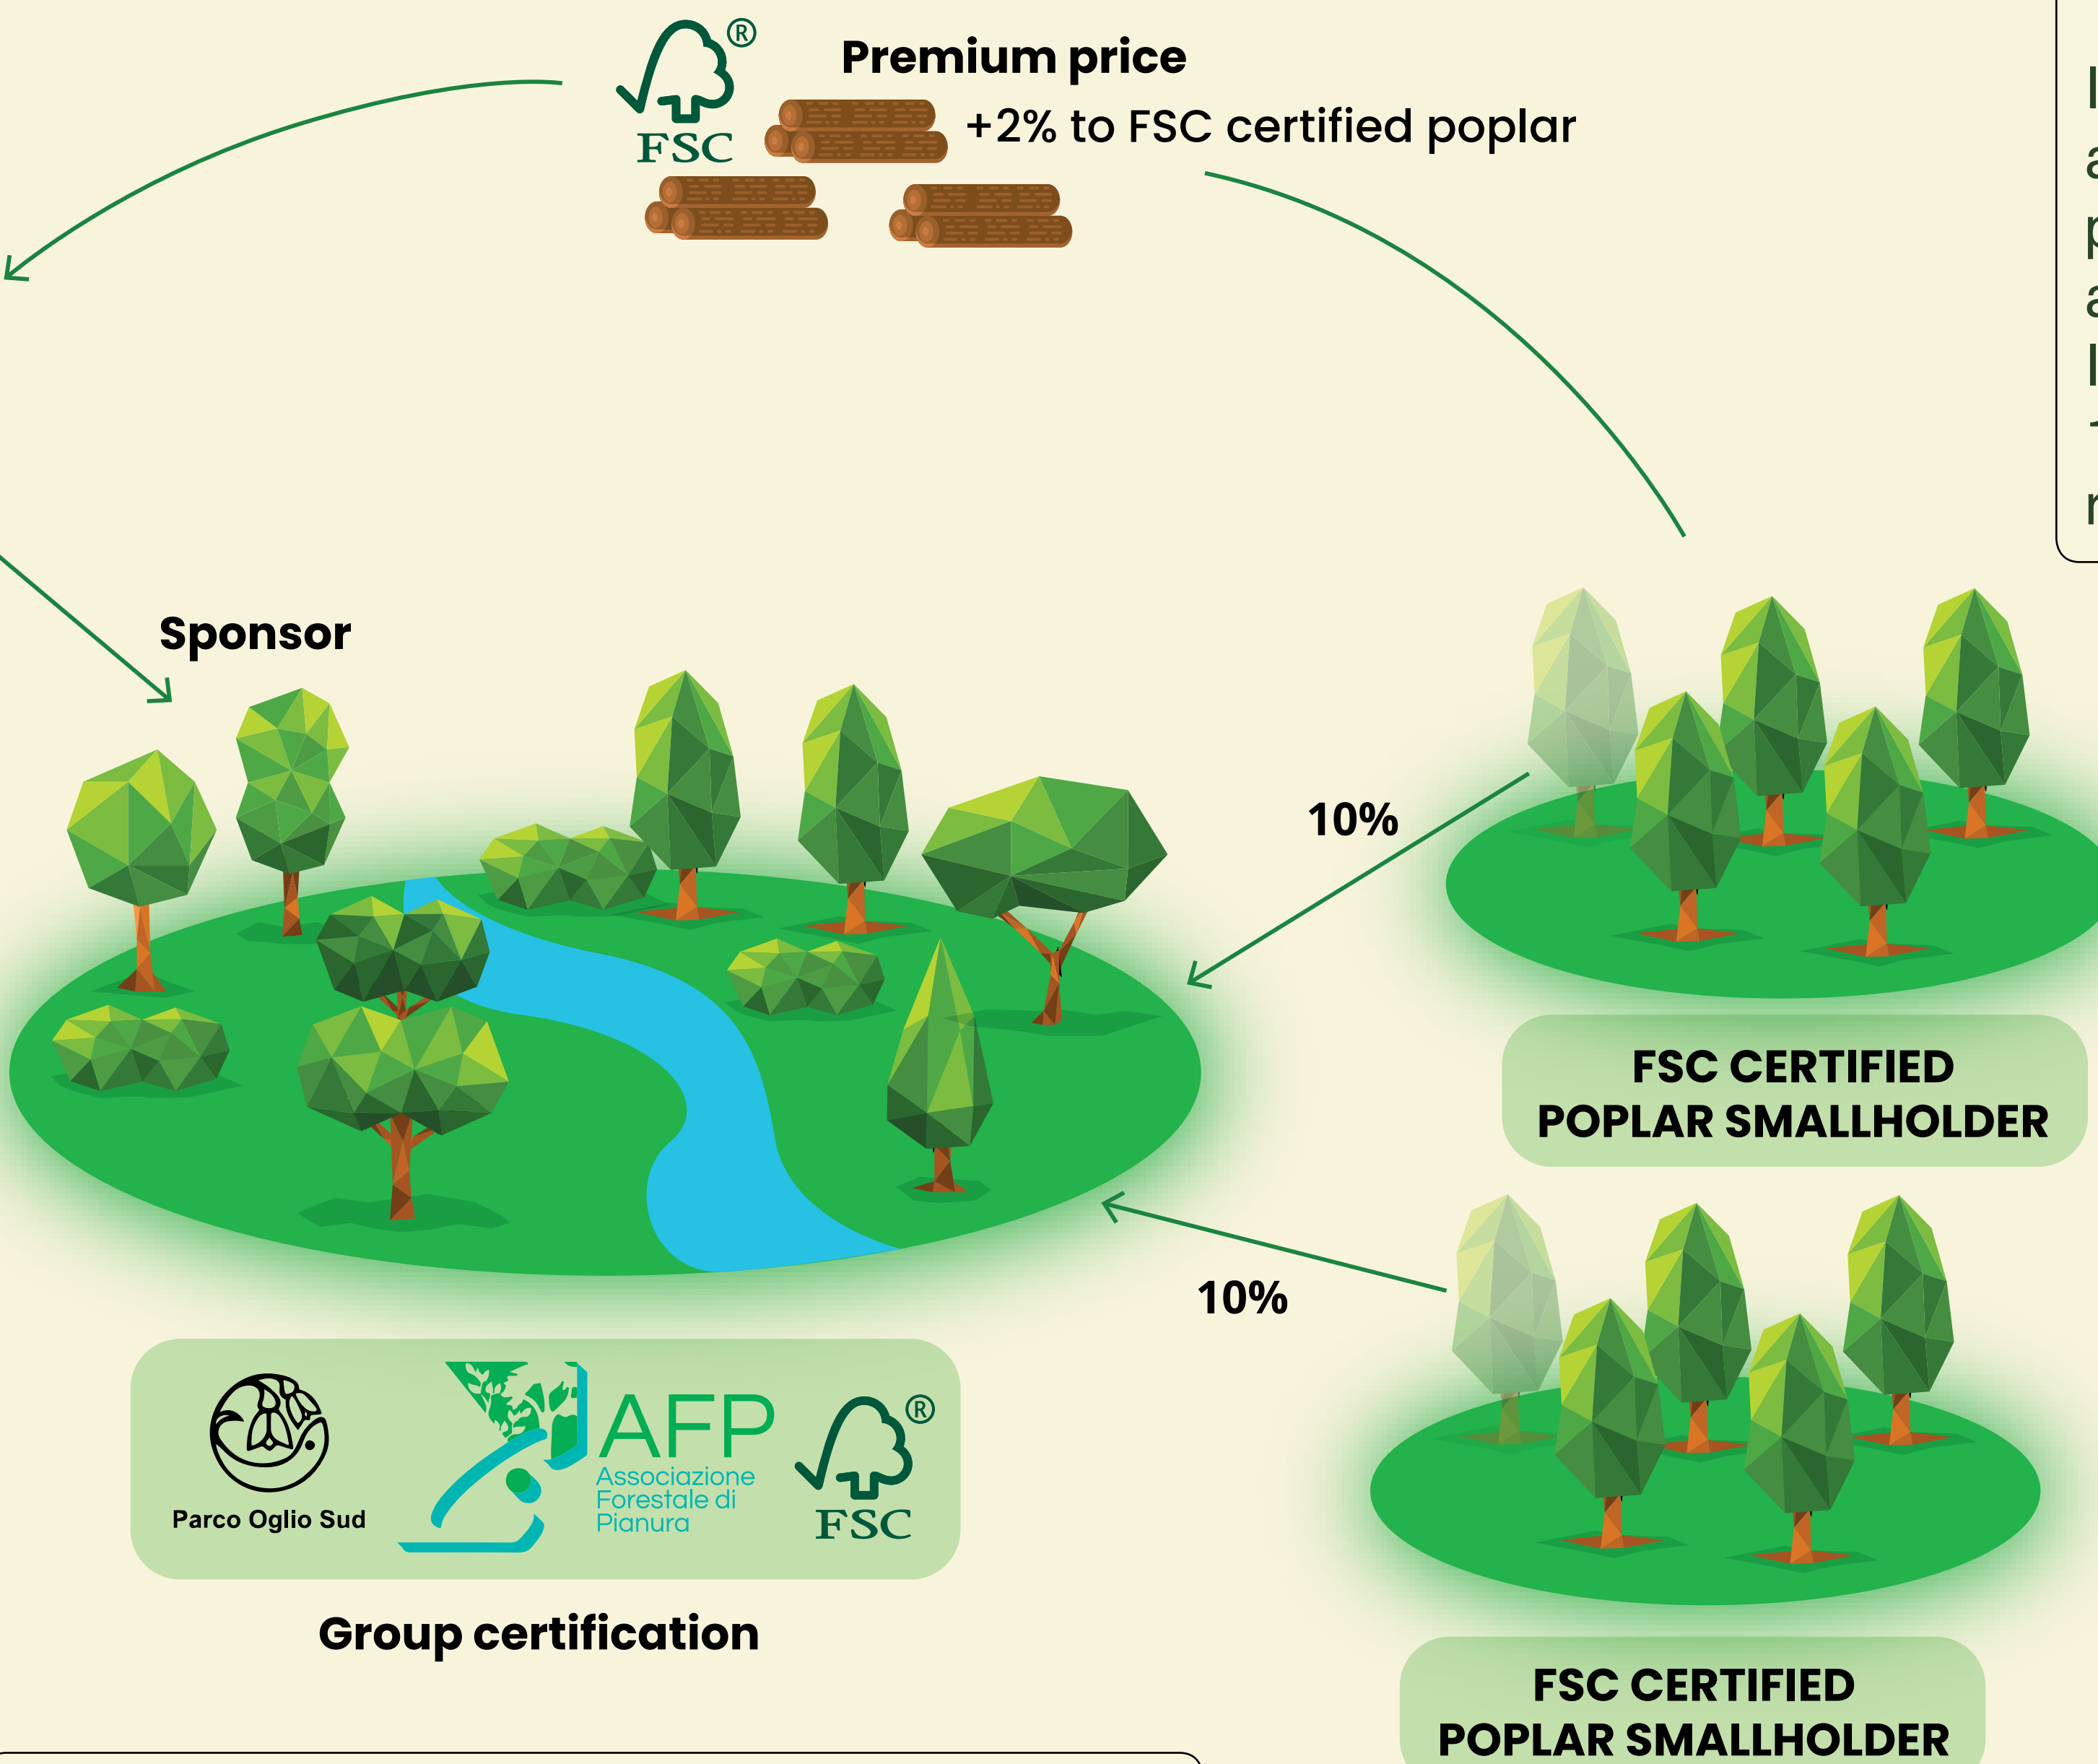 ®
FSC
Premium price
+2% to FSC certified poplar
Sponsor
10%
FSC CERTIFIED
POPLAR SMALLHOLDER
10%
Parco Oglio Sud
AFP
Associazione
Forestale di
Pianura
®
FSC
Group certification
FSC CERTIFIED
POPLAR SMALLHOLDER